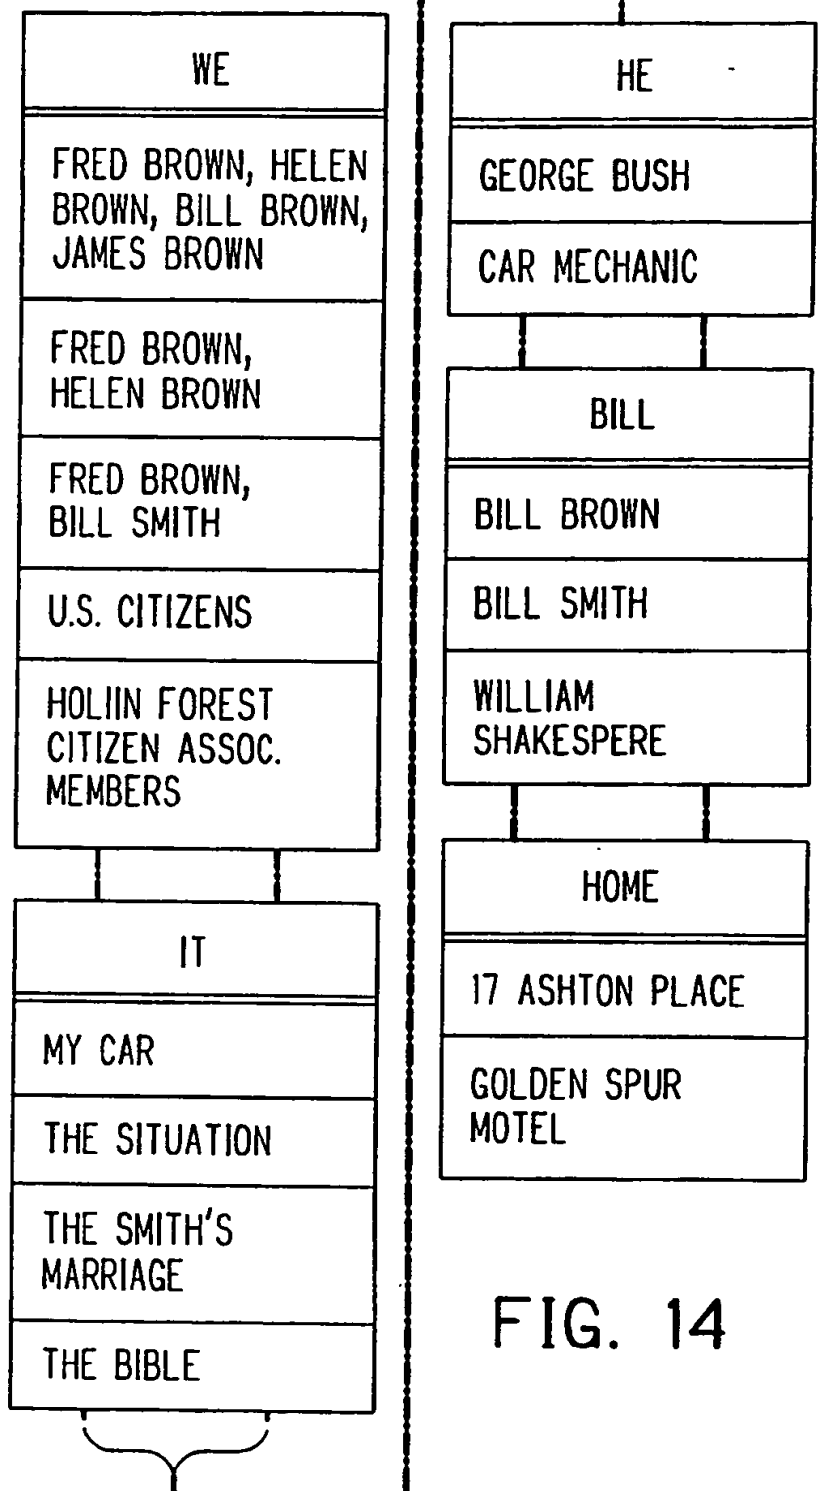 WE
FRED BROWN, HELEN
BROWN, BILL BROWN,
JAMES BROWN
FRED BROWN,
HELEN BROWN
FRED BROWN,
BILL SMITH
U.S. CITIZENS
HOLIIN FOREST
CITIZEN ASSOC.
MEMBERS
IT
MY CAR
THE SITUATION
THE SMITH'S
MARRIAGE
THE BIBLE
HE
GEORGE BUSH
CAR MECHANIC
BILL
BILL BROWN
BILL SMITH
WILLIAM
SHAKESPERE
HOME
17 ASHTON PLACE
GOLDEN SPUR
MOTEL
FIG. 14